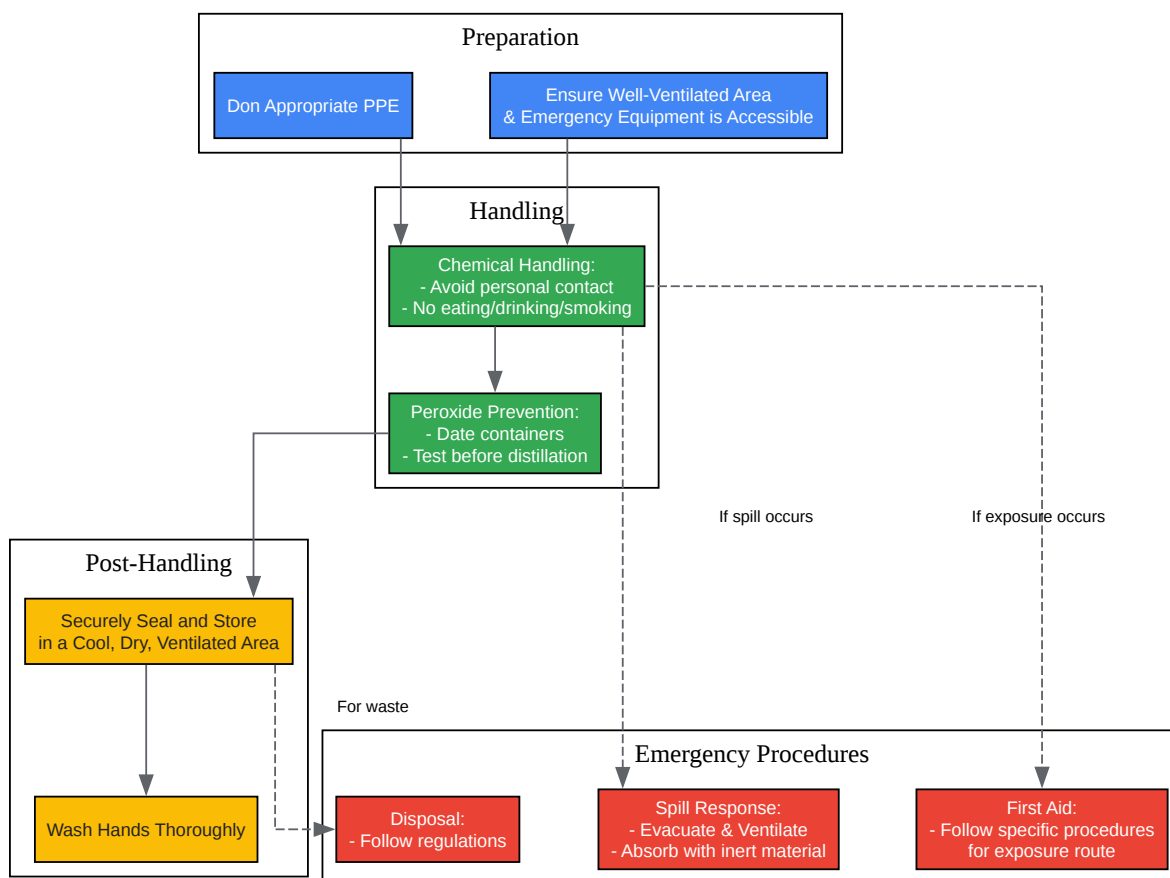 Preparation
Don Appropriate PPE
Ensure Well-Ventilated Area
& Emergency Equipment is Accessible
Handling
Chemical Handling:
- Avoid personal contact
- No eating/drinking/smoking
Peroxide Prevention:
- Date containers
- Test before distillation
If spill occurs
If exposure occurs
Post-Handling
Securely Seal and Store
in a Cool, Dry, Ventilated Area
For waste
Wash Hands Thoroughly
Emergency Procedures
Disposal:
- Follow regulations
Spill Response:
- Evacuate & Ventilate
- Absorb with inert material
First Aid:
- Follow specific procedures
for exposure route